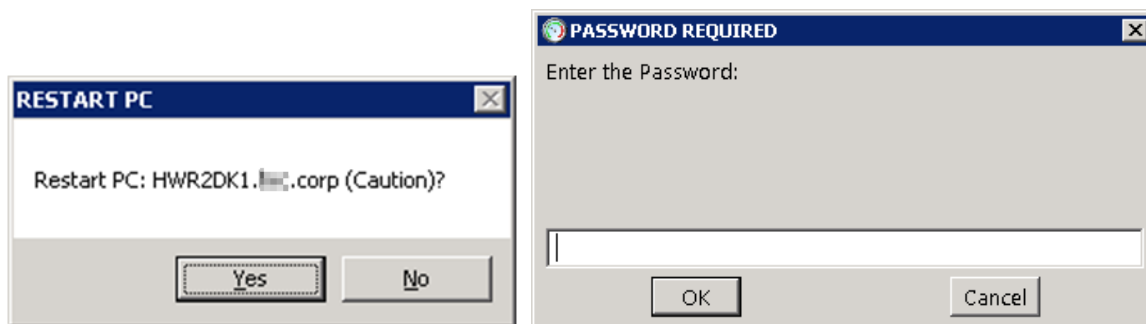 RESTART PC
Restart PC: HWR2DK1. .corp (Caution)?
Yes
No
PASSWORD REQUIRED
Enter the Password:
OK
Cancel